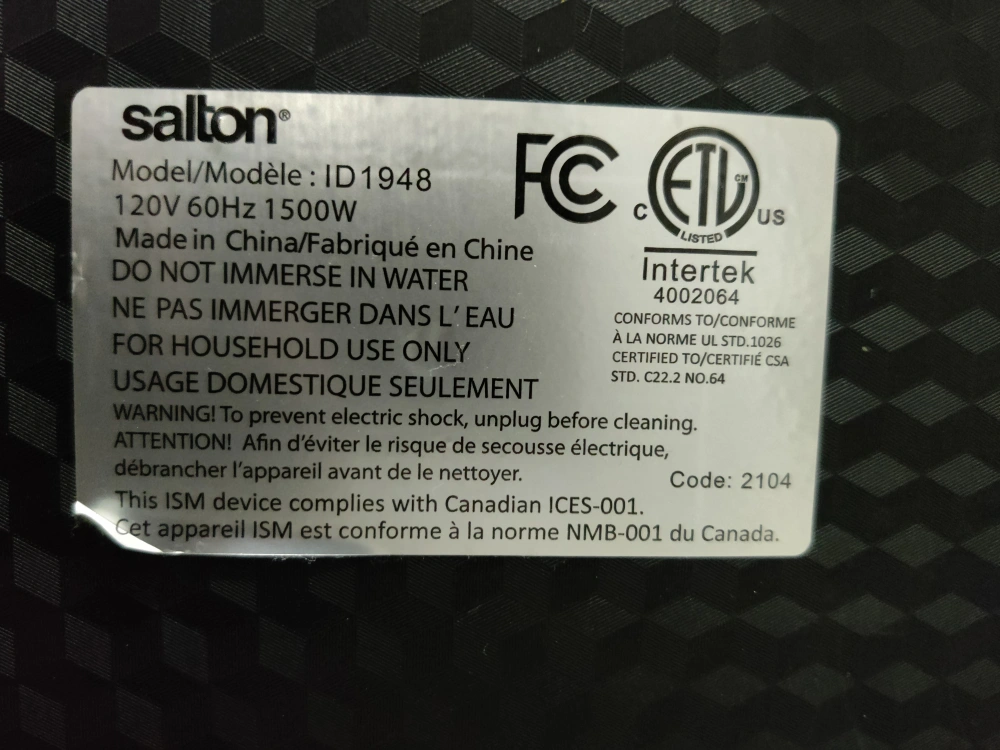 salton®
Model/Modèle : ID1948
120V 60Hz 1500W
Made in China/Fabriqué en Chine
DO NOT IMMERSE IN WATER
NE PAS IMMERGER DANS L' EAU
FOR HOUSEHOLD USE ONLY
USAGE DOMESTIQUE SEULEMENT
WARNING! To prevent electric shock, unplug before cleaning.
ATTENTION! Afin d'éviter le risque de secousse électrique,
débrancher l'appareil avant de le nettoyer.
This ISM device complies with Canadian ICES-001.
Cet appareil ISM est conforme à la norme NMB-001 du Canada.
FC
ETL CM
C US
LISTED
Intertek
4002064
CONFORMS TO/CONFORME
À LA NORME UL STD.1026
CERTIFIED TO/CERTIFIÉ CSA
STD. C22.2 NO.64
Code: 2104